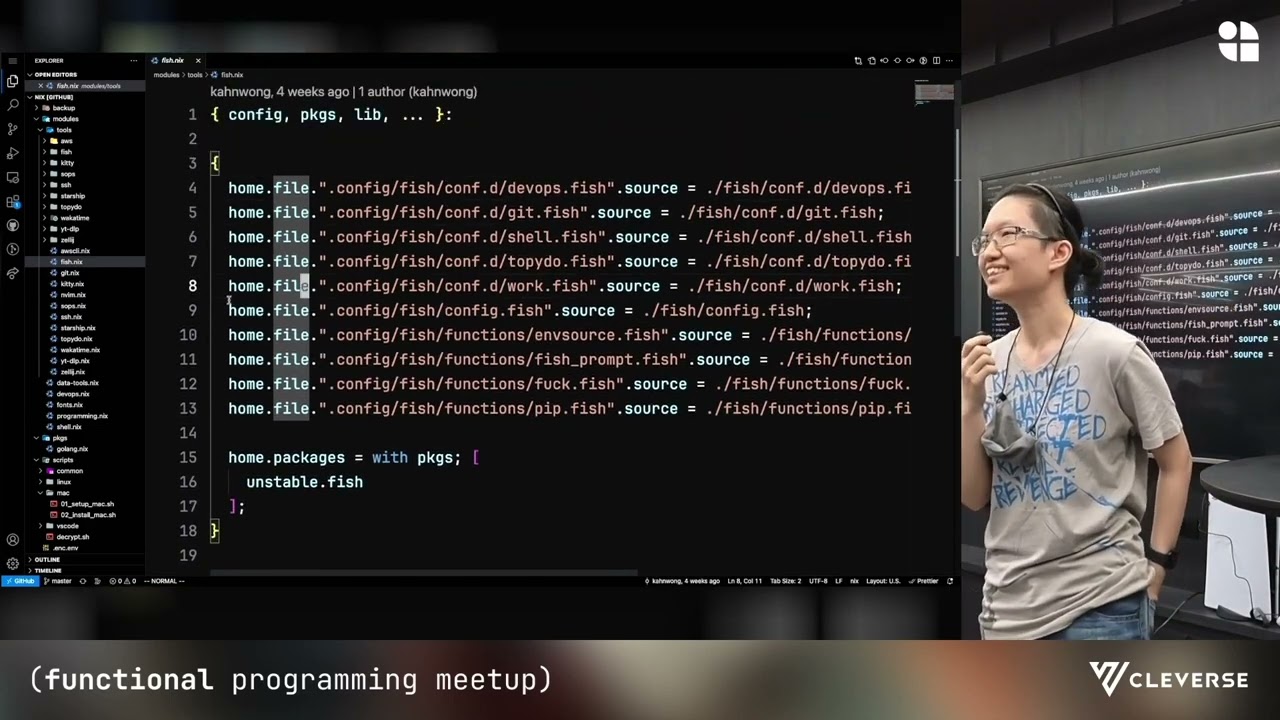 EXPLORER
OPEN EDITORS
fish.nix modules/tools
NIX [GITHUB]
backup
modules
tools
aws
fish
kitty
sops
ssh
starship
topydo
wakatime
yt-dlp
zellij
awscli.nix
fish.nix
git.nix
kitty.nix
nvim.nix
sops.nix
ssh.nix
starship.nix
topydo.nix
wakatime.nix
yt-dlp.nix
zellij.nix
data-tools.nix
devops.nix
fonts.nix
programming.nix
shell.nix
pkgs
golang.nix
scripts
common
linux
mac
01_setup_mac.sh
02_install_mac.sh
vscode
decrypt.sh
.enc.env
OUTLINE
TIMELINE
fish.nix
modules > tools > fish.nix
kahnwong, 4 weeks ago | 1 author (kahnwong)
1 { config, pkgs, lib, ... }:
2
3 {
4 home.file.".config/fish/conf.d/devops.fish".source = ./fish/conf.d/devops.fi
5 home.file.".config/fish/conf.d/git.fish".source = ./fish/conf.d/git.fish;
6 home.file.".config/fish/conf.d/shell.fish".source = ./fish/conf.d/shell.fish
7 home.file.".config/fish/conf.d/topydo.fish".source = ./fish/conf.d/topydo.fi
8 home.file.".config/fish/conf.d/work.fish".source = ./fish/conf.d/work.fish;
9 home.file.".config/fish/config.fish".source = ./fish/config.fish;
10 home.file.".config/fish/functions/envsource.fish".source = ./fish/functions/
11 home.file.".config/fish/functions/fish_prompt.fish".source = ./fish/function
12 home.file.".config/fish/functions/fuck.fish".source = ./fish/functions/fuck.
13 home.file.".config/fish/functions/pip.fish".source = ./fish/functions/pip.fi
14
15 home.packages = with pkgs; [
16 unstable.fish
17 ];
18 }
19
GitHub master 0 0 -- NORMAL -- kahnwong, 4 weeks ago Ln 8, Col 11 Tab Size: 2 UTF-8 LF nix Layout: U.S. Prettier
REVENGE
(functional programming meetup)
CLEVERSE